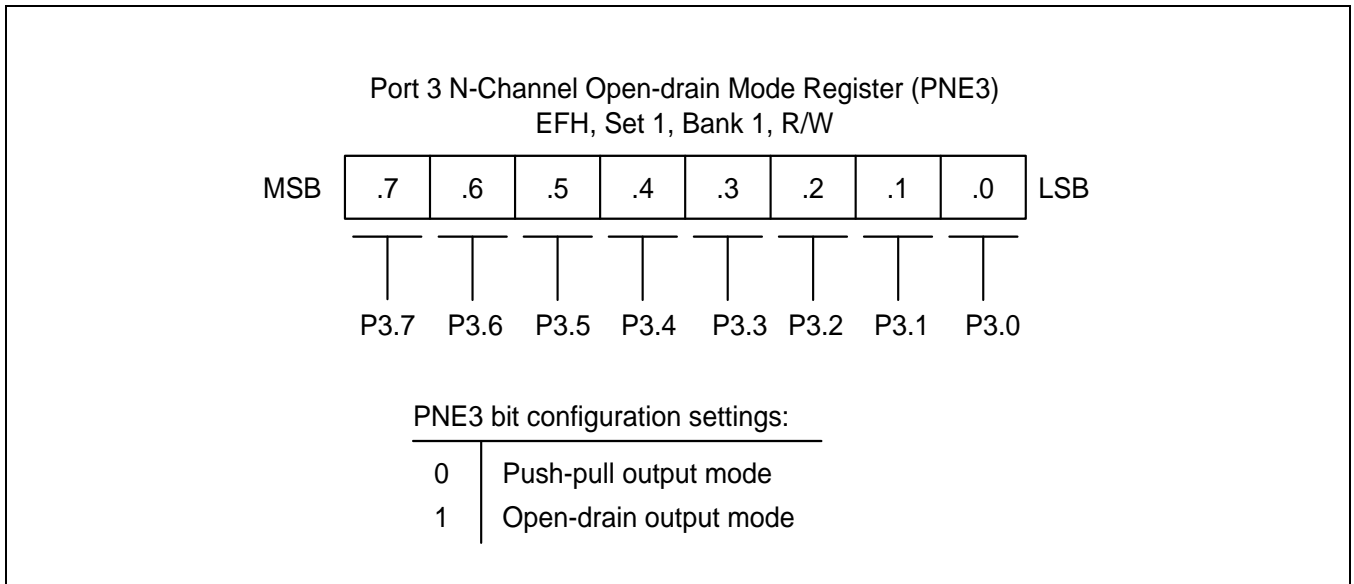 Port 3 N-Channel Open-drain Mode Register (PNE3)
EFH, Set 1, Bank 1, R/W
MSB .7 .6 .5 .4 .3 .2 .1 .0 LSB
P3.7 P3.6 P3.5 P3.4 P3.3 P3.2 P3.1 P3.0
PNE3 bit configuration settings:
0 Push-pull output mode
1 Open-drain output mode